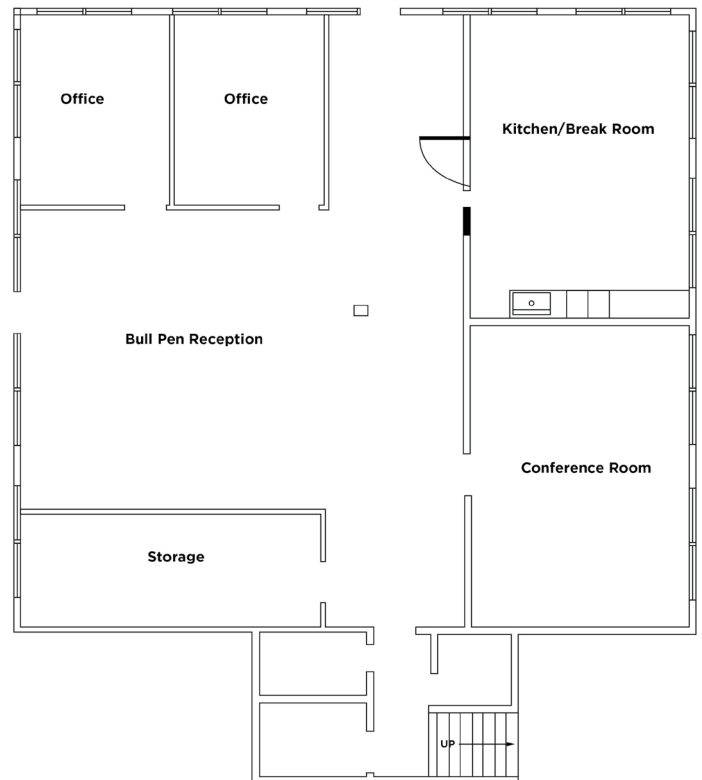 Office
Office
Kitchen/Break Room
Bull Pen Reception
Conference Room
Storage
UP